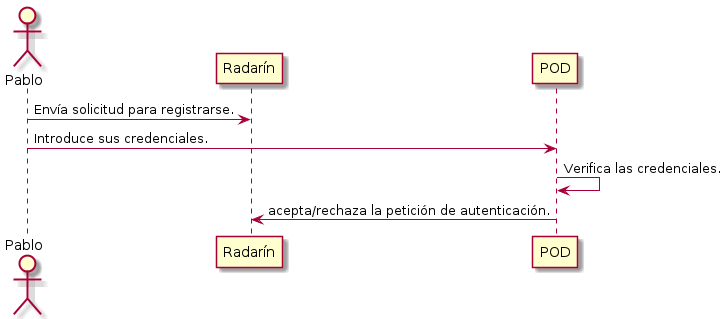 Pablo
Radarín
POD
Envía solicitud para registrarse.
Introduce sus credenciales.
Verifica las credenciales.
acepta/rechaza la petición de autenticación.
Pablo
Radarín
POD